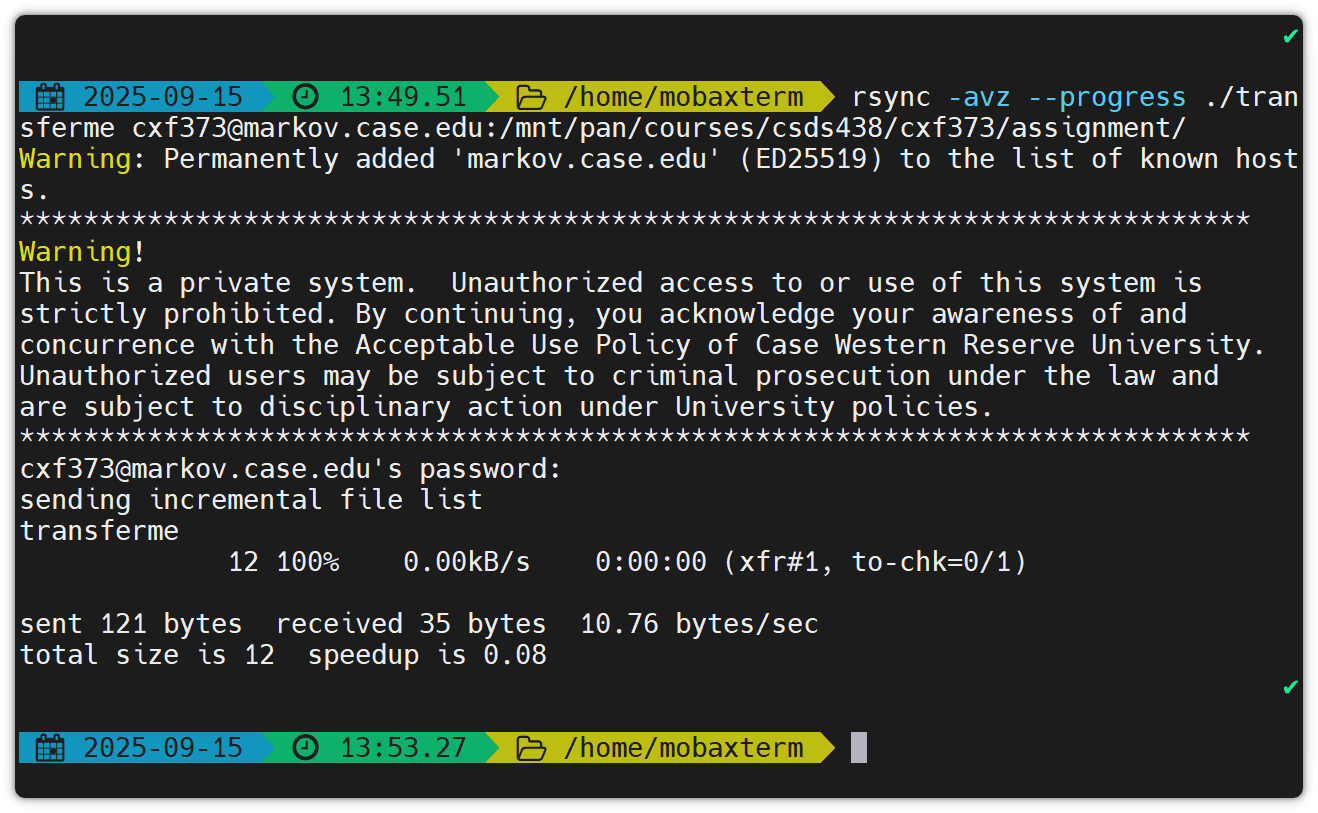 ✔
2025-09-15 13:49.51 /home/mobaxterm rsync -avz --progress ./tran
sferme cxf373@markov.case.edu:/mnt/pan/courses/csds438/cxf373/assignment/
Warning: Permanently added 'markov.case.edu' (ED25519) to the list of known host
s.
*****************************************************************************
Warning!
This is a private system.  Unauthorized access to or use of this system is
strictly prohibited. By continuing, you acknowledge your awareness of and
concurrence with the Acceptable Use Policy of Case Western Reserve University.
Unauthorized users may be subject to criminal prosecution under the law and
are subject to disciplinary action under University policies.
*****************************************************************************
cxf373@markov.case.edu's password:
sending incremental file list
transferme
             12 100%    0.00kB/s    0:00:00 (xfr#1, to-chk=0/1)
sent 121 bytes  received 35 bytes  10.76 bytes/sec
total size is 12  speedup is 0.08
✔
2025-09-15 13:53.27 /home/mobaxterm